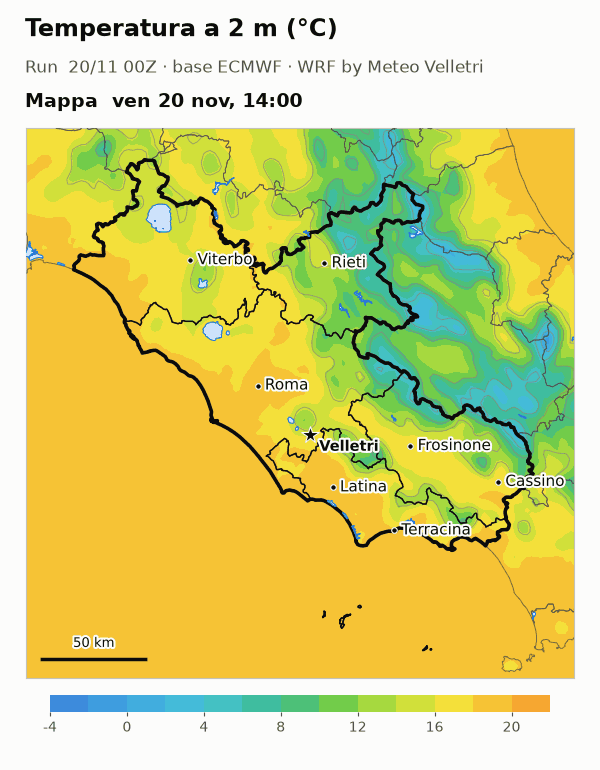 Temperatura a 2 m (°C)
Run  20/11 00Z · base ECMWF · WRF by Meteo Velletri
Mappa  ven 20 nov, 14:00
Viterbo
Rieti
Roma
Velletri
Frosinone
Cassino
Latina
Terracina
50 km
-4 0 4 8 12 16 20